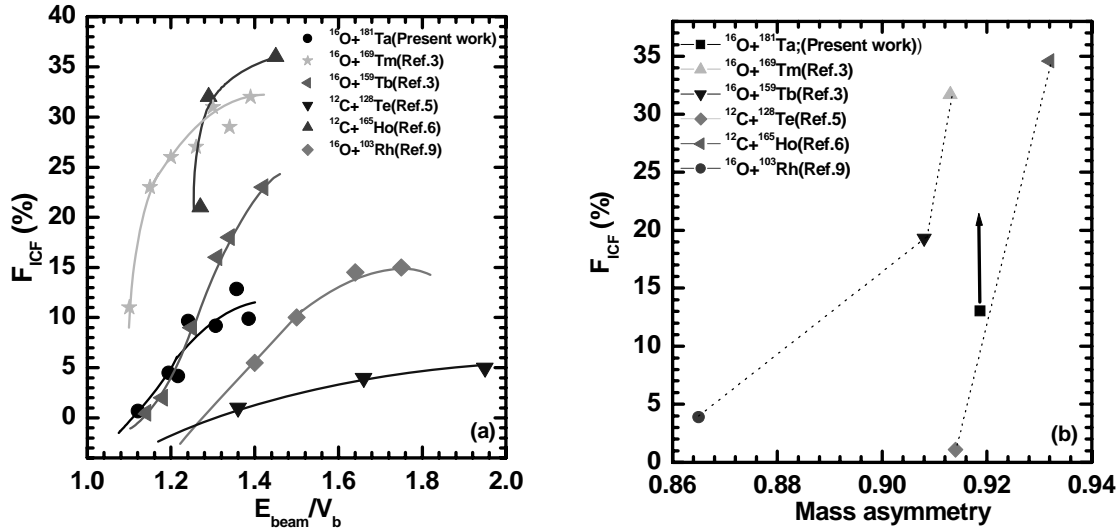 40
35
30
25
20
15
10
5
0
1.0 1.2 1.4 1.6 1.8 2.0
F_ICF (%)
E_beam/V_b
¹⁶O+¹⁸¹Ta(Present work)
¹⁶O+¹⁶⁹Tm(Ref.3)
¹⁶O+¹⁵⁹Tb(Ref.3)
¹²C+¹²⁸Te(Ref.5)
¹²C+¹⁶⁵Ho(Ref.6)
¹⁶O+¹⁰³Rh(Ref.9)
(a)
35
30
25
20
15
10
5
0
0.86 0.88 0.90 0.92 0.94
F_ICF (%)
Mass asymmetry
¹⁶O+¹⁸¹Ta;(Present work))
¹⁶O+¹⁶⁹Tm(Ref.3)
¹⁶O+¹⁵⁹Tb(Ref.3)
¹²C+¹²⁸Te(Ref.5)
¹²C+¹⁶⁵Ho(Ref.6)
¹⁶O+¹⁰³Rh(Ref.9)
(b)